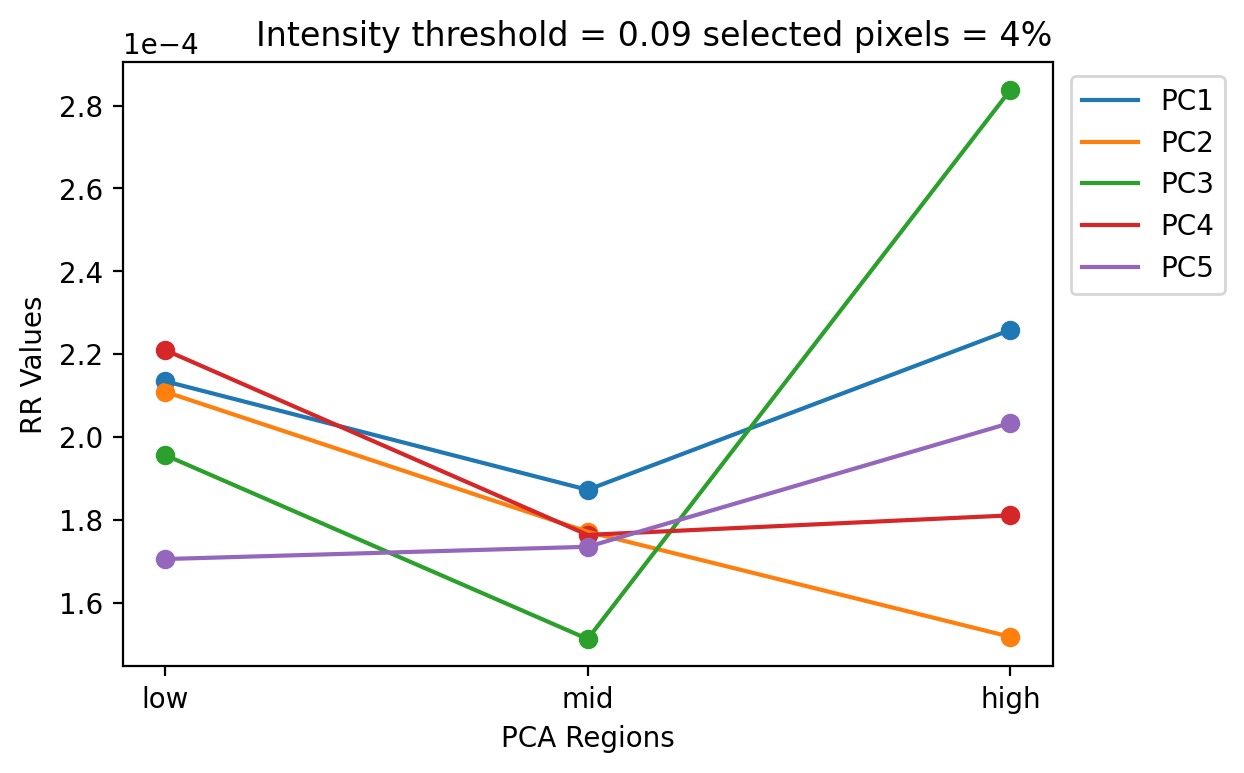 Intensity threshold = 0.09 selected pixels = 4%
1e−4
2.8
2.6
2.4
2.2
2.0
1.8
1.6
RR Values
low
mid
high
PCA Regions
PC1
PC2
PC3
PC4
PC5